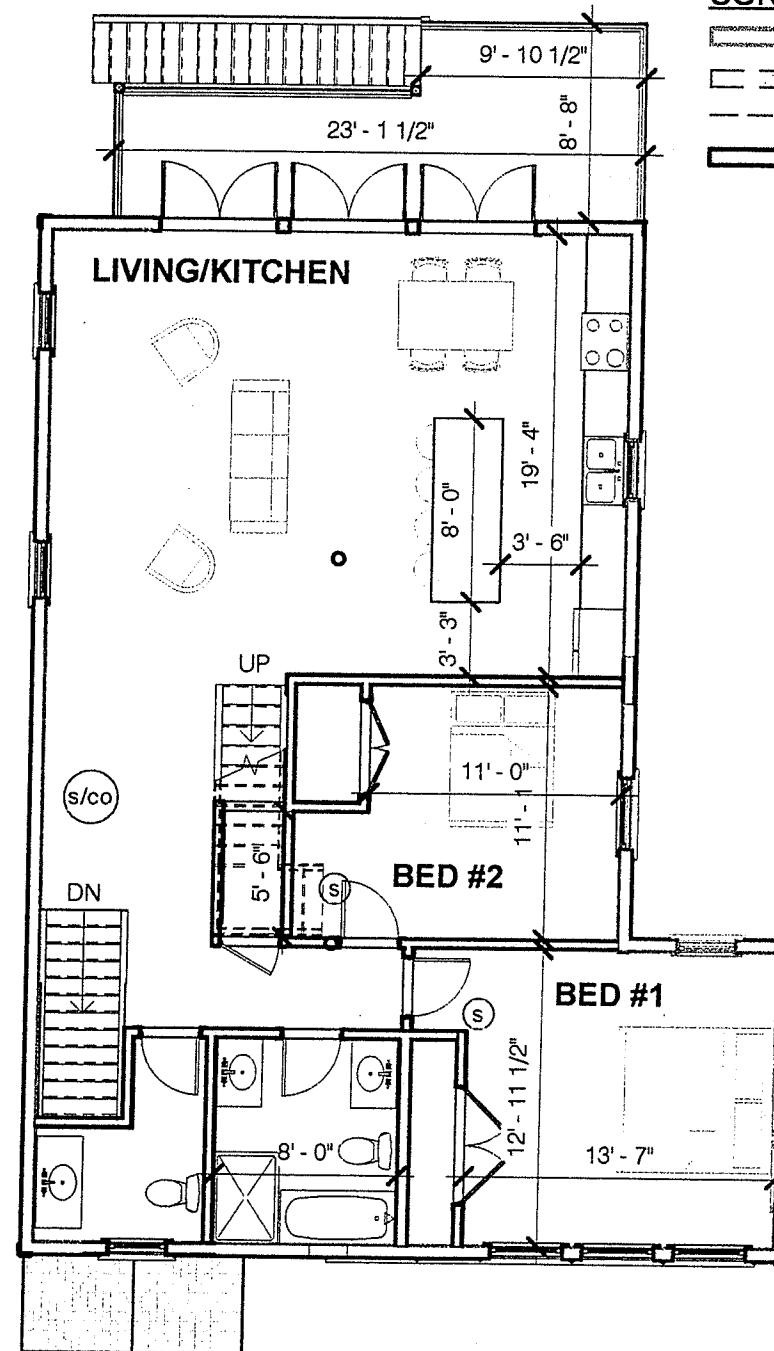 9' - 10 1/2"
23' - 1 1/2"
8' - 8"
LIVING/KITCHEN
19' - 4"
8' - 0"
3' - 6"
3' - 3"
UP
11' - 0"
11' - 1
s/co
5' - 6"
S
BED #2
DN
BED #1
S
12' - 11 1/2"
8' - 0"
13' - 7"